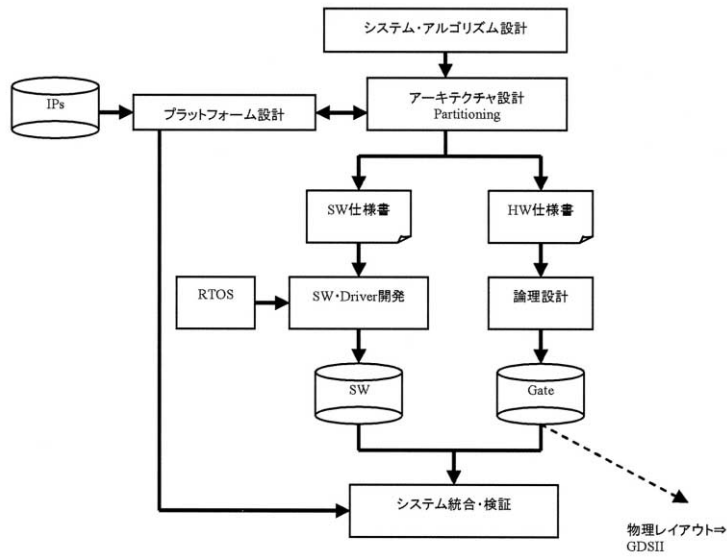 システム・アルゴリズム設計
IPs
プラットフォーム設計
アーキテクチャ設計
Partitioning
SW仕様書
HW仕様書
RTOS
SW・Driver開発
論理設計
SW
Gate
システム統合・検証
物理レイアウト⇒
GDSII